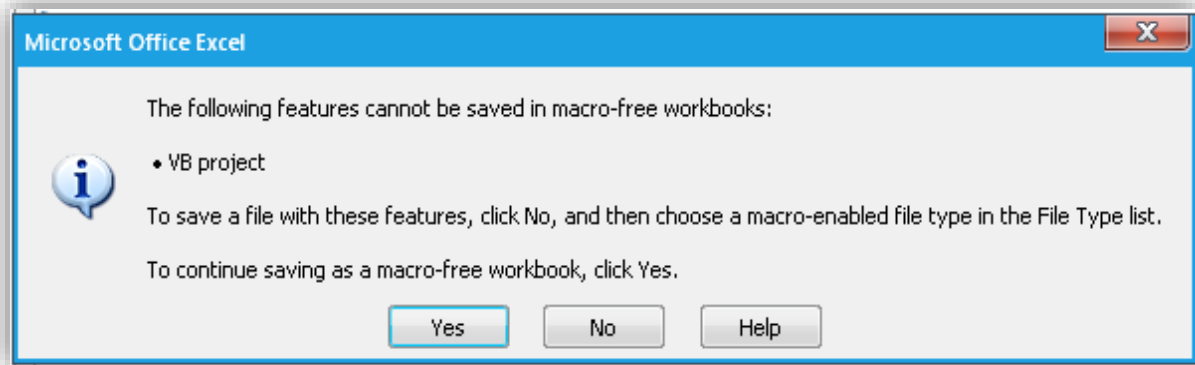 Microsoft Office Excel
The following features cannot be saved in macro-free workbooks:
• VB project
To save a file with these features, click No, and then choose a macro-enabled file type in the File Type list.
To continue saving as a macro-free workbook, click Yes.
Yes No Help